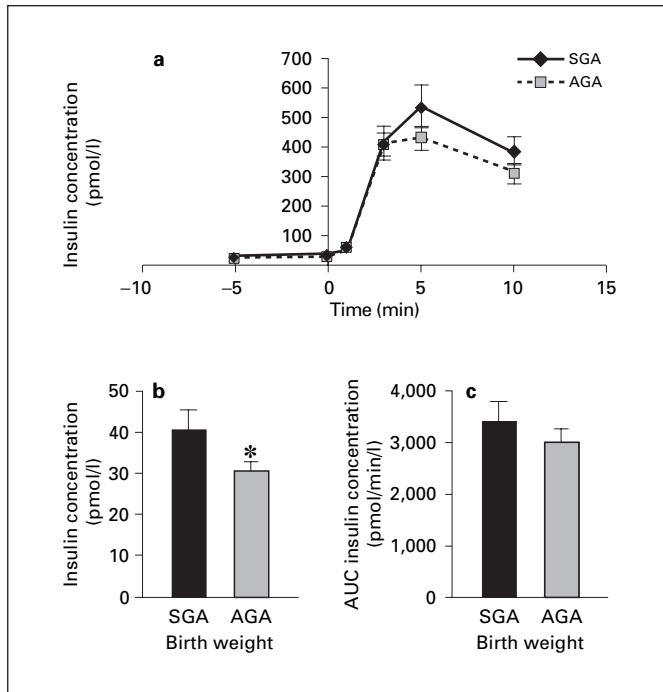 a
SGA
AGA
Insulin concentration
(pmol/l)
700
600
500
400
300
200
100
–10
–5
0
5
10
15
Time (min)
b
Insulin concentration
(pmol/l)
50
40
30
20
10
0
*
SGA AGA
Birth weight
c
AUC insulin concentration
(pmol/min/l)
4,000
3,000
2,000
1,000
0
SGA AGA
Birth weight